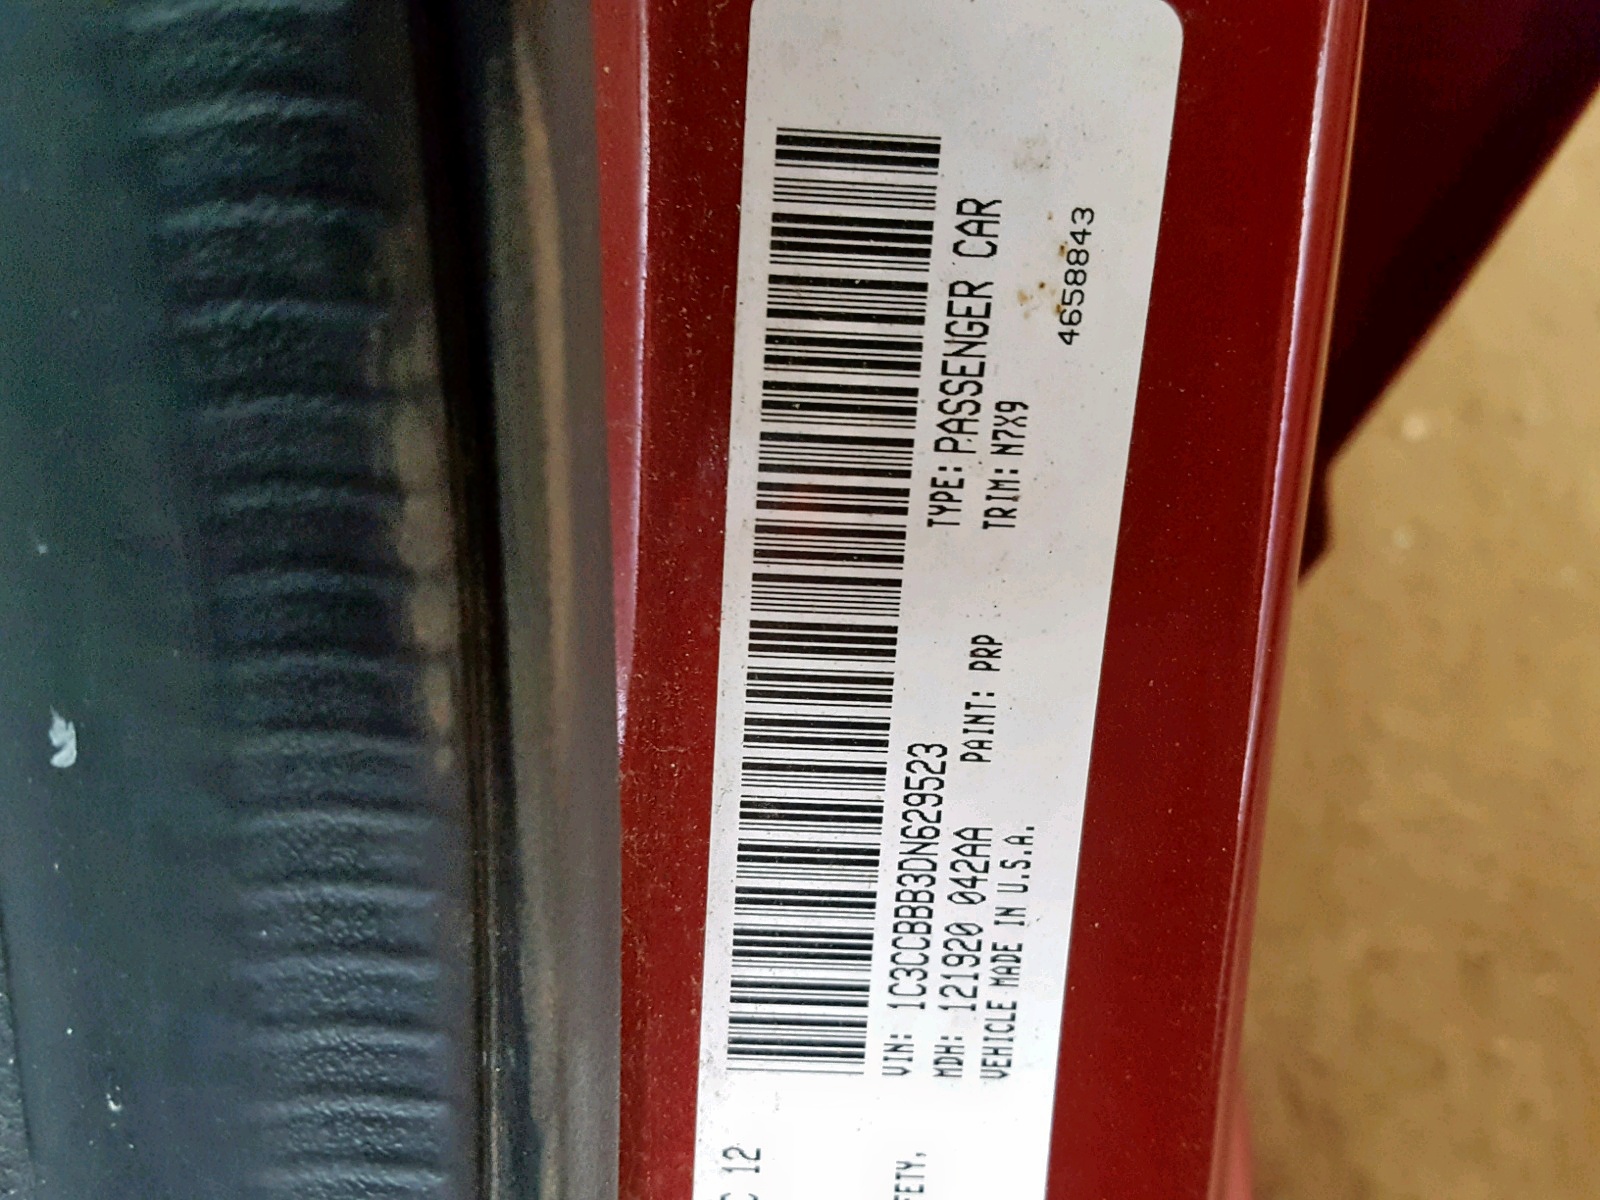 C 12
FETY,
VIN: 1C3CCBBB3DN629523
TYPE: PASSENGER CAR
MDH: 121920 042AA
PAINT: PRP
TRIM: N7X9
VEHICLE MADE IN U.S.A.
4658843